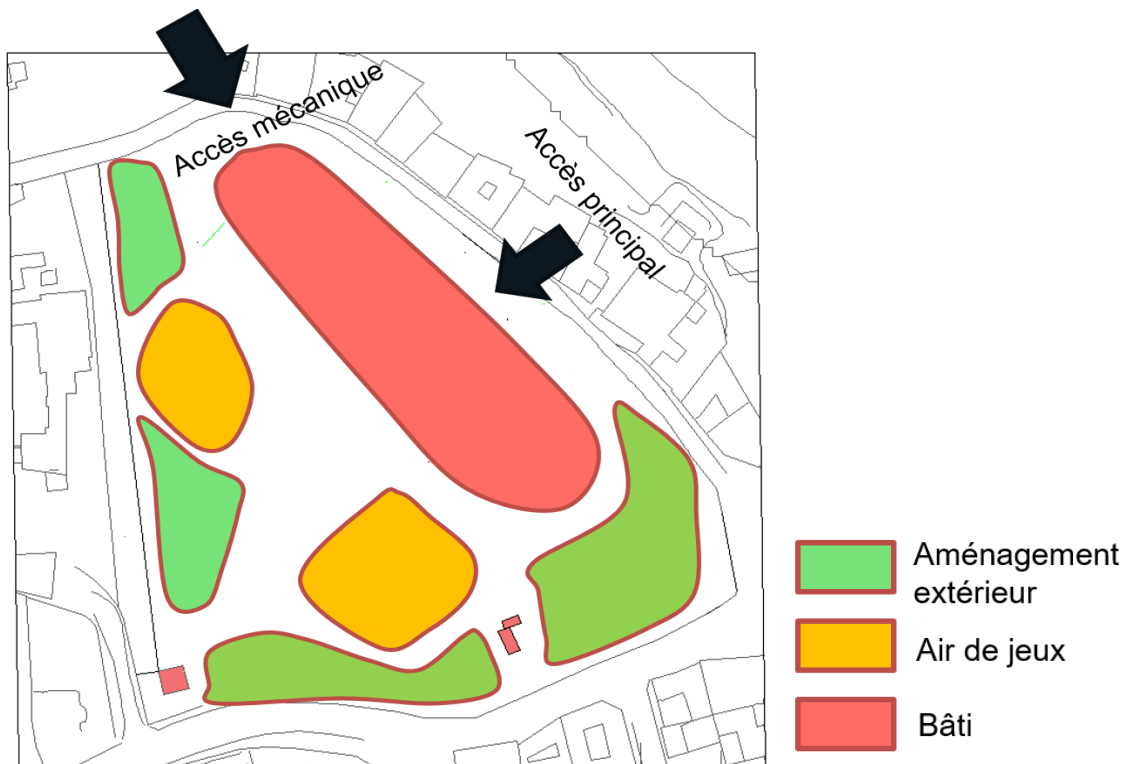 Accès mécanique
Accès principal
Aménagement
extérieur
Air de jeux
Bâti